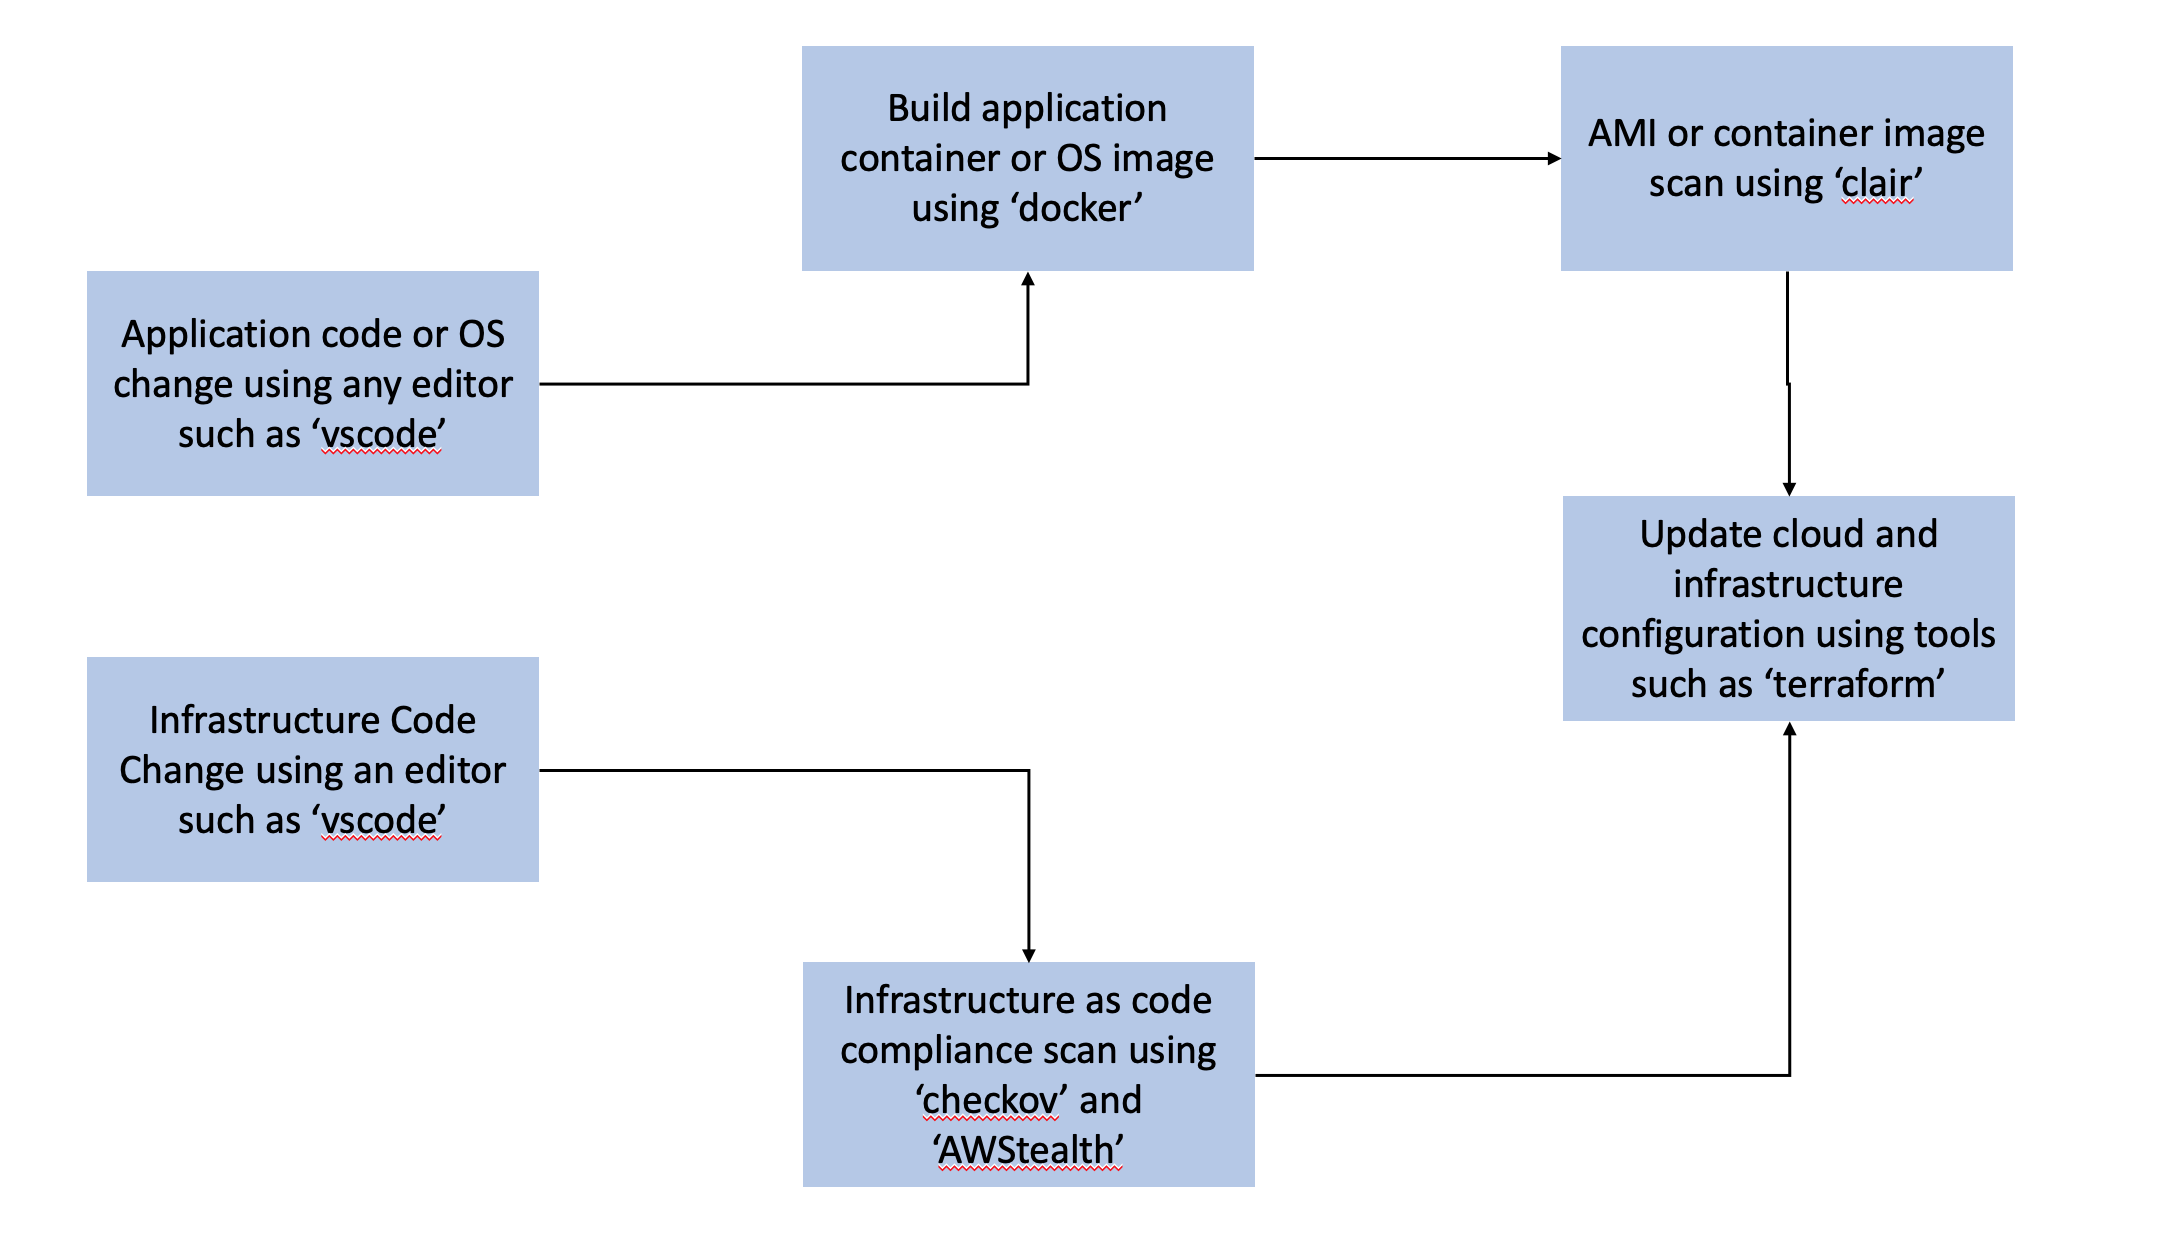 Build application
container or OS image
using ‘docker’
AMI or container image
scan using ‘clair’
Application code or OS
change using any editor
such as ‘vscode’
Update cloud and
infrastructure
configuration using tools
such as ‘terraform’
Infrastructure Code
Change using an editor
such as ‘vscode’
Infrastructure as code
compliance scan using
‘checkov’ and
‘AWStealth’